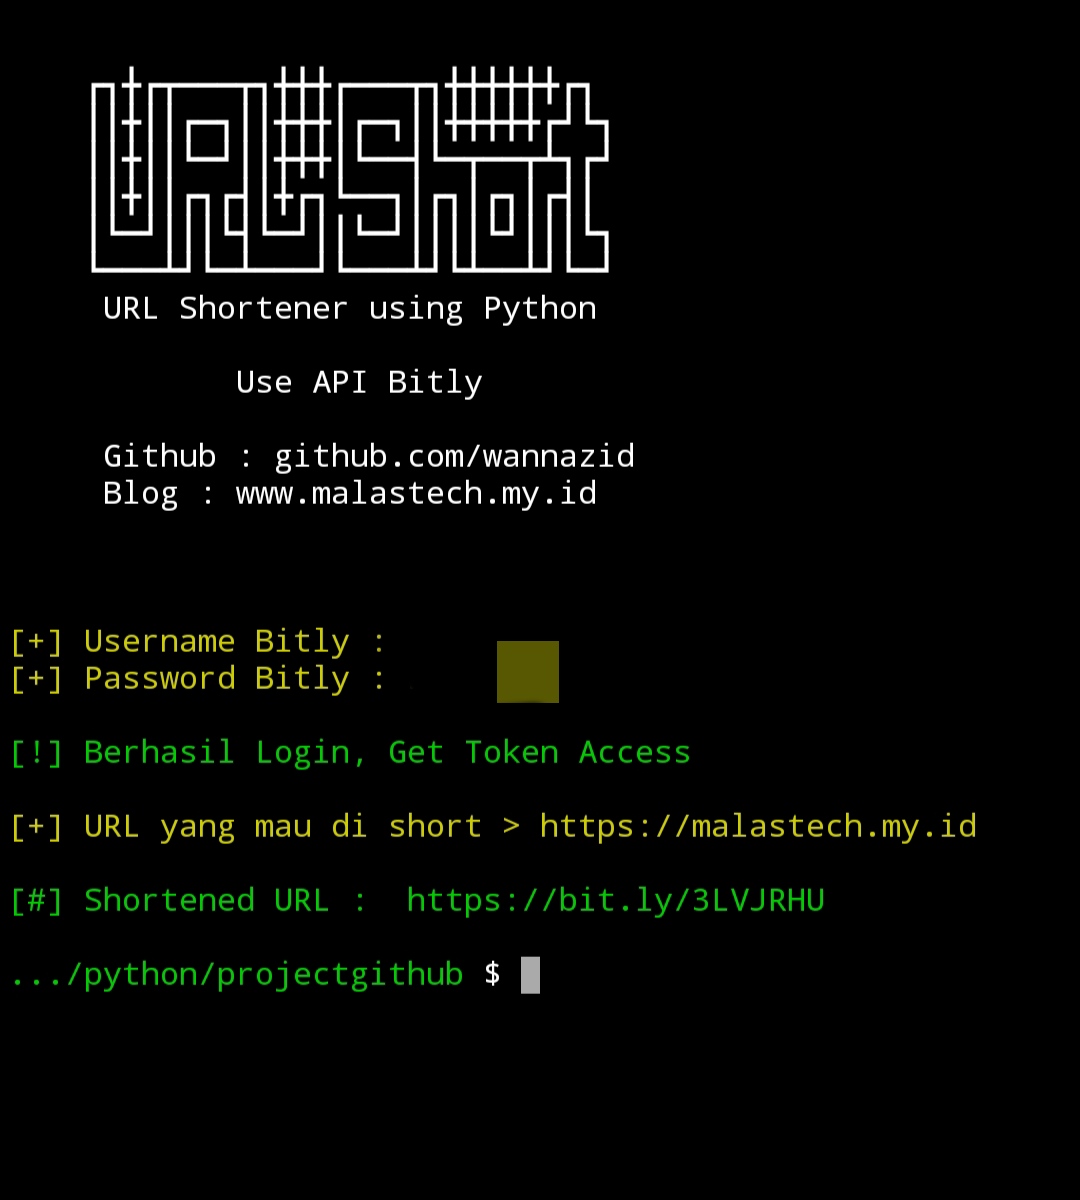 URLShort
URL Shortener using Python
Use API Bitly
Github : github.com/wannazid
Blog : www.malastech.my.id
[+] Username Bitly :
[+] Password Bitly :
[!] Berhasil Login, Get Token Access
[+] URL yang mau di short > https://malastech.my.id
[#] Shortened URL :  https://bit.ly/3LVJRHU
.../python/projectgithub $